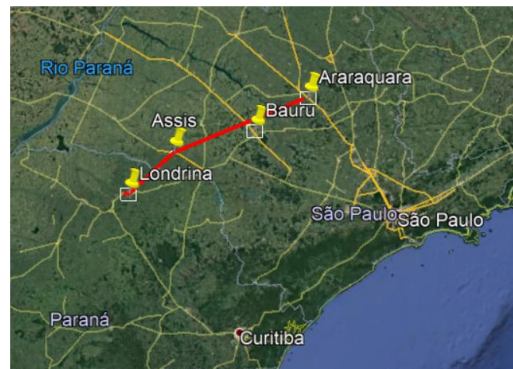 Rio Paraná
Araraquara
Bauru
Assis
Londrina
São Paulo
São Paulo
Paraná
Curitiba